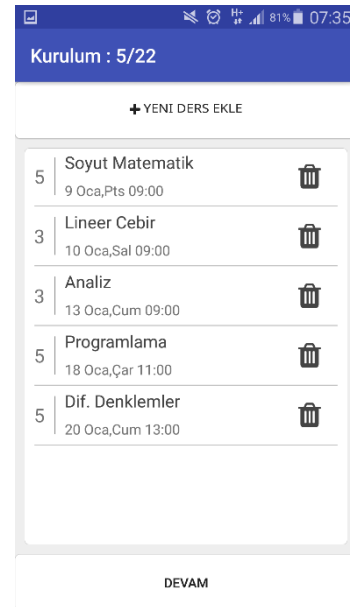 H+ 81% 07:35
Kurulum : 5/22
+ YENİ DERS EKLE
5 Soyut Matematik
9 Oca,Pts 09:00
3 Lineer Cebir
10 Oca,Sal 09:00
3 Analiz
13 Oca,Cum 09:00
5 Programlama
18 Oca,Çar 11:00
5 Dif. Denklemler
20 Oca,Cum 13:00
DEVAM